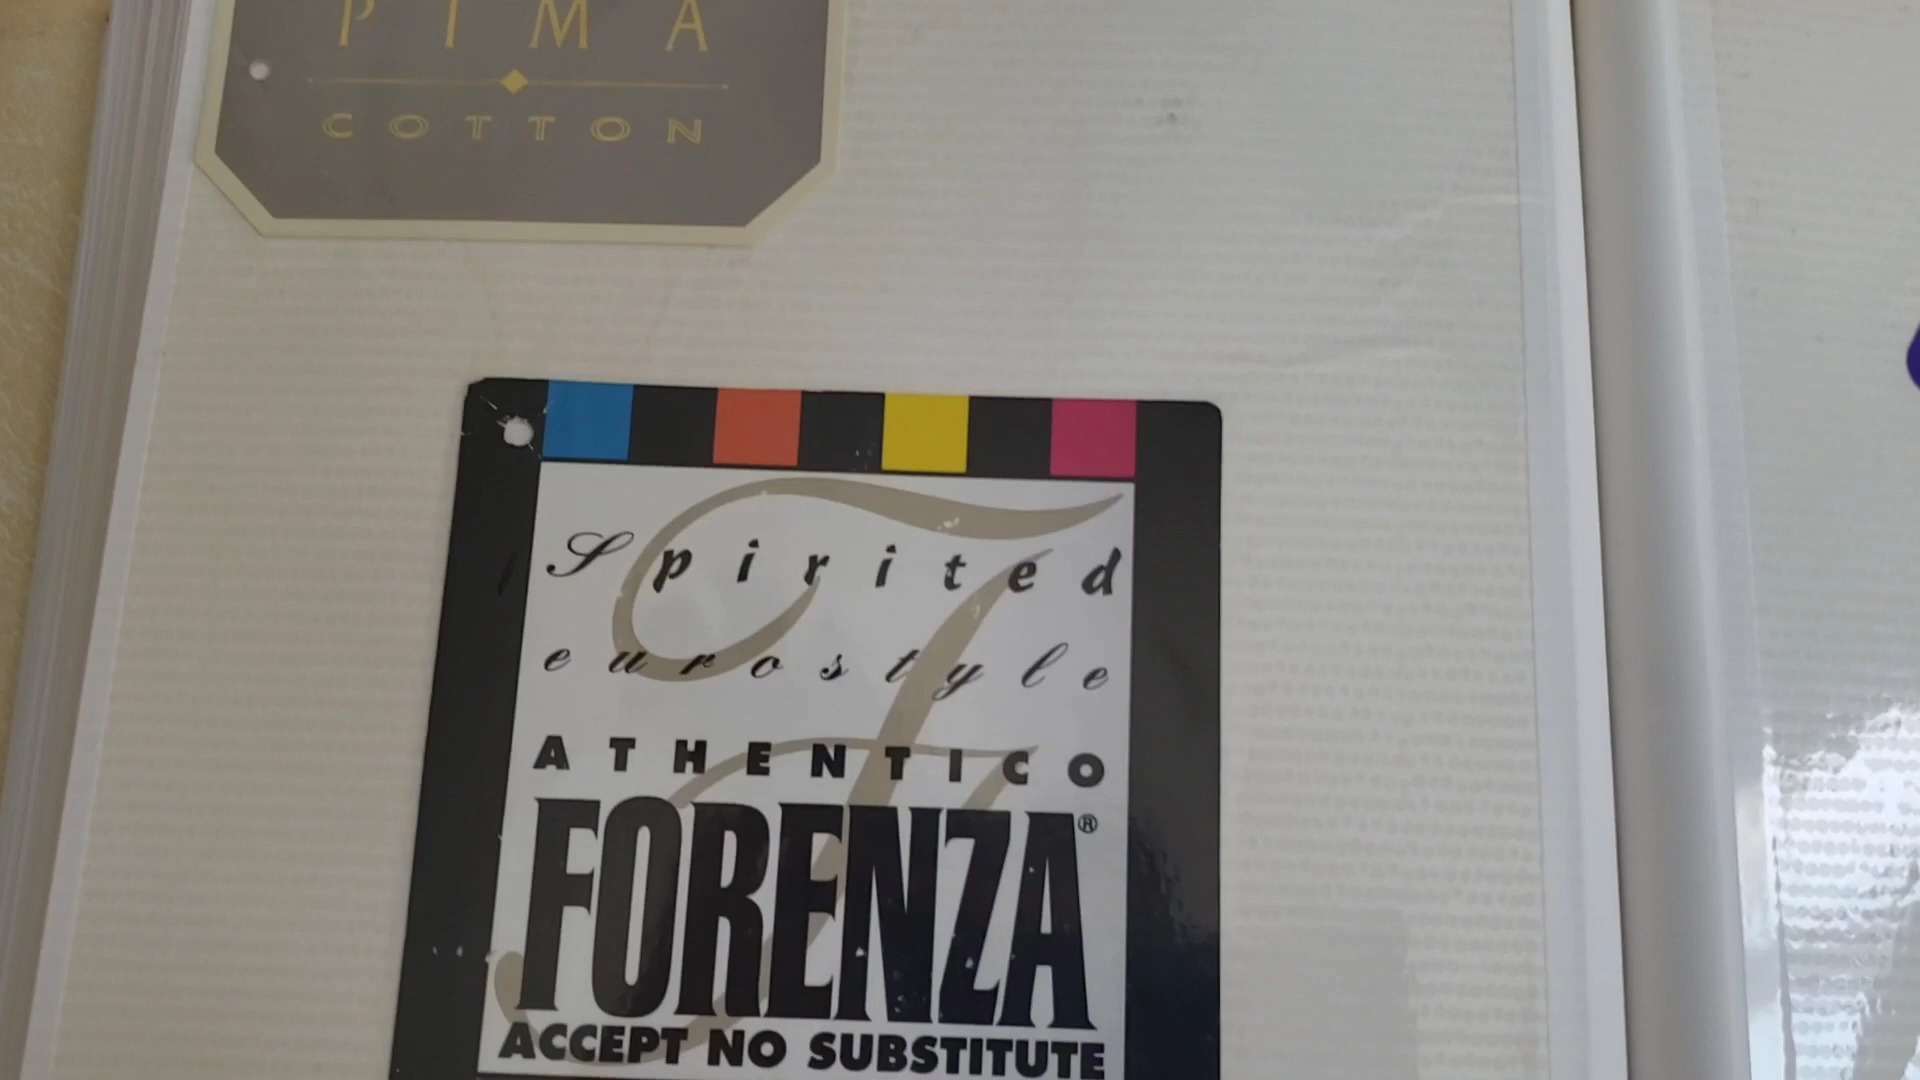 PIMA
COTTON
Spirited
eurostyle
ATHENTICO
FORENZA®
ACCEPT NO SUBSTITUTE